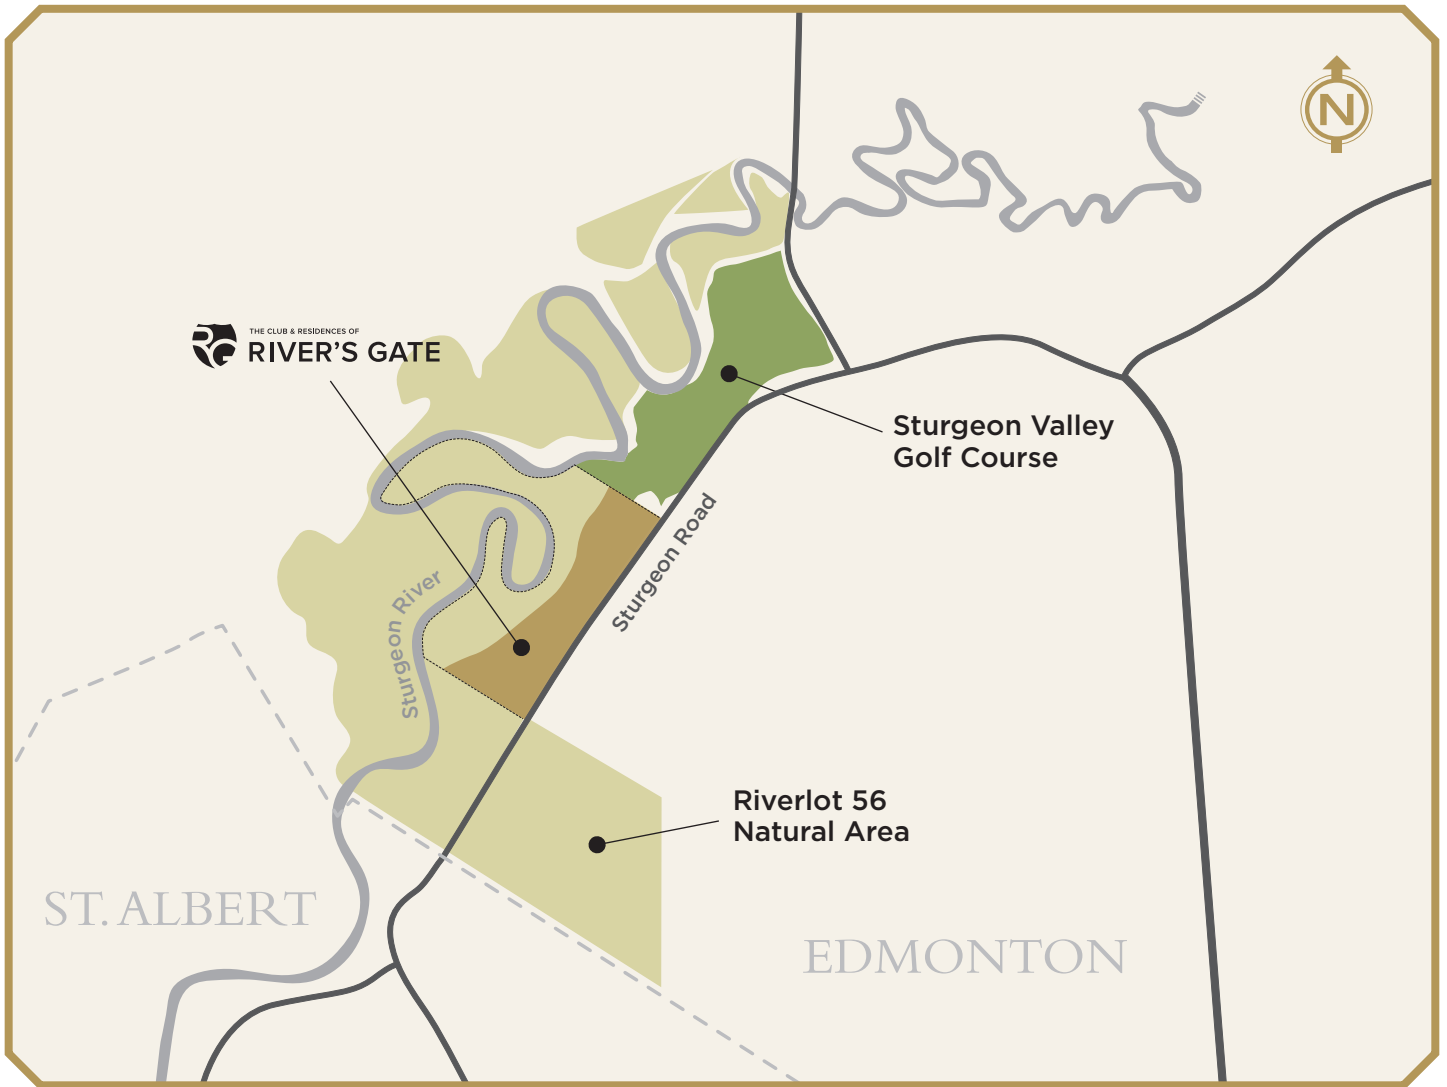 N
THE CLUB & RESIDENCES OF
RG
RIVER'S GATE
Sturgeon Valley
Golf Course
Sturgeon Road
Sturgeon River
Riverlot 56
Natural Area
ST. ALBERT
EDMONTON